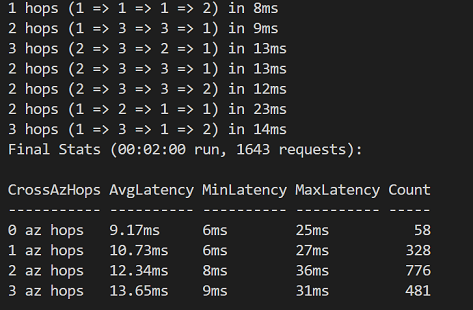 1 hops (1 => 1 => 1 => 2) in 8ms
2 hops (1 => 3 => 3 => 1) in 9ms
3 hops (2 => 3 => 2 => 1) in 13ms
2 hops (2 => 3 => 3 => 1) in 13ms
2 hops (2 => 3 => 3 => 2) in 12ms
2 hops (1 => 2 => 1 => 1) in 23ms
3 hops (1 => 3 => 1 => 2) in 14ms
Final Stats (00:02:00 run, 1643 requests):
CrossAzHops AvgLatency MinLatency MaxLatency Count
----------- ---------- ---------- ---------- -----
0 az hops   9.17ms     6ms        25ms          58
1 az hops   10.73ms    6ms        27ms         328
2 az hops   12.34ms    8ms        36ms         776
3 az hops   13.65ms    9ms        31ms         481